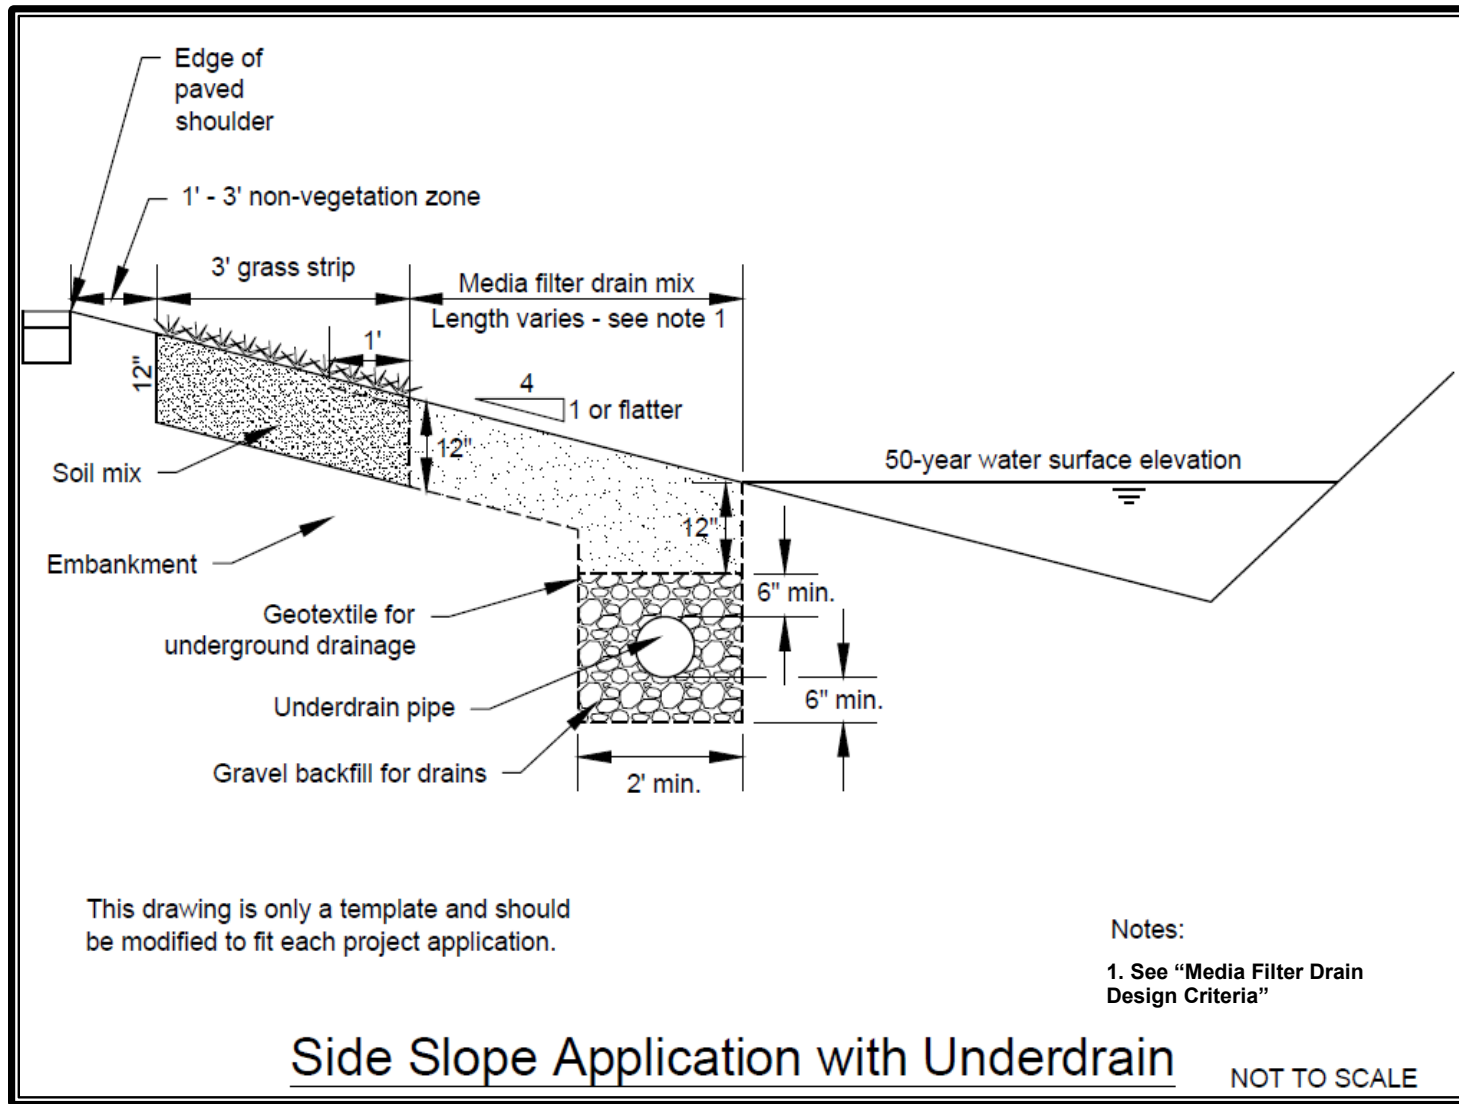 Edge of
paved
shoulder
1' - 3' non-vegetation zone
3' grass strip
Media filter drain mix
Length varies - see note 1
1'
12"
4
1 or flatter
12"
Soil mix
50-year water surface elevation
12"
Embankment
6" min.
Geotextile for
underground drainage
Underdrain pipe
6" min.
Gravel backfill for drains
2' min.
This drawing is only a template and should
be modified to fit each project application.
Notes:
1. See “Media Filter Drain
Design Criteria”
Side Slope Application with Underdrain
NOT TO SCALE